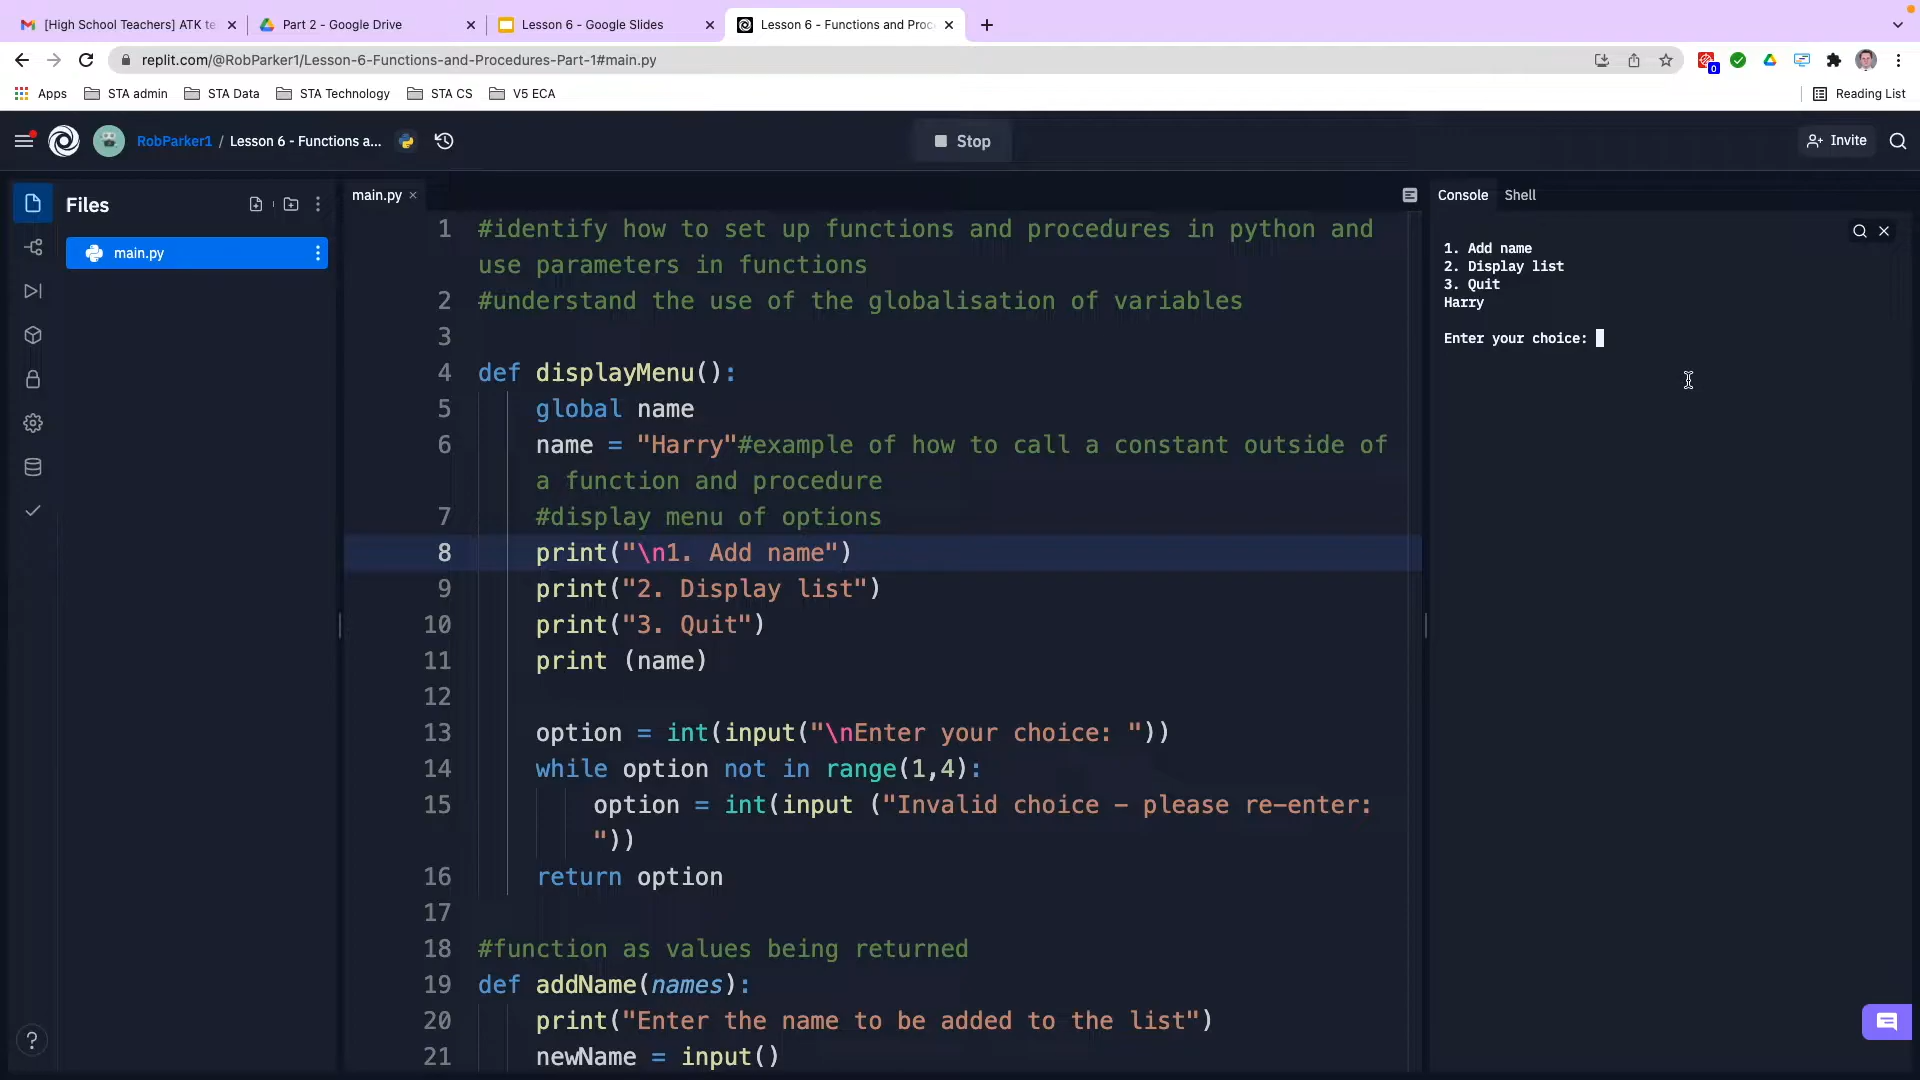 [High School Teachers] ATK te
Part 2 - Google Drive
Lesson 6 - Google Slides
Lesson 6 - Functions and Proc
replit.com/@RobParker1/Lesson-6-Functions-and-Procedures-Part-1#main.py
0
Apps
STA admin
STA Data
STA Technology
STA CS
V5 ECA
Reading List
RobParker1 / Lesson 6 - Functions a...
Stop
Invite
Files
main.py
main.py
1 #identify how to set up functions and procedures in python and
use parameters in functions
2 #understand the use of the globalisation of variables
3
4 def displayMenu():
5 global name
6 name = "Harry"#example of how to call a constant outside of
a function and procedure
7 #display menu of options
8 print("\n1. Add name")
9 print("2. Display list")
10 print("3. Quit")
11 print (name)
12
13 option = int(input("\nEnter your choice: "))
14 while option not in range(1,4):
15 option = int(input ("Invalid choice - please re-enter:
"))
16 return option
17
18 #function as values being returned
19 def addName(names):
20 print("Enter the name to be added to the list")
21 newName = input()
Console
Shell
1. Add name
2. Display list
3. Quit
Harry
Enter your choice:
?